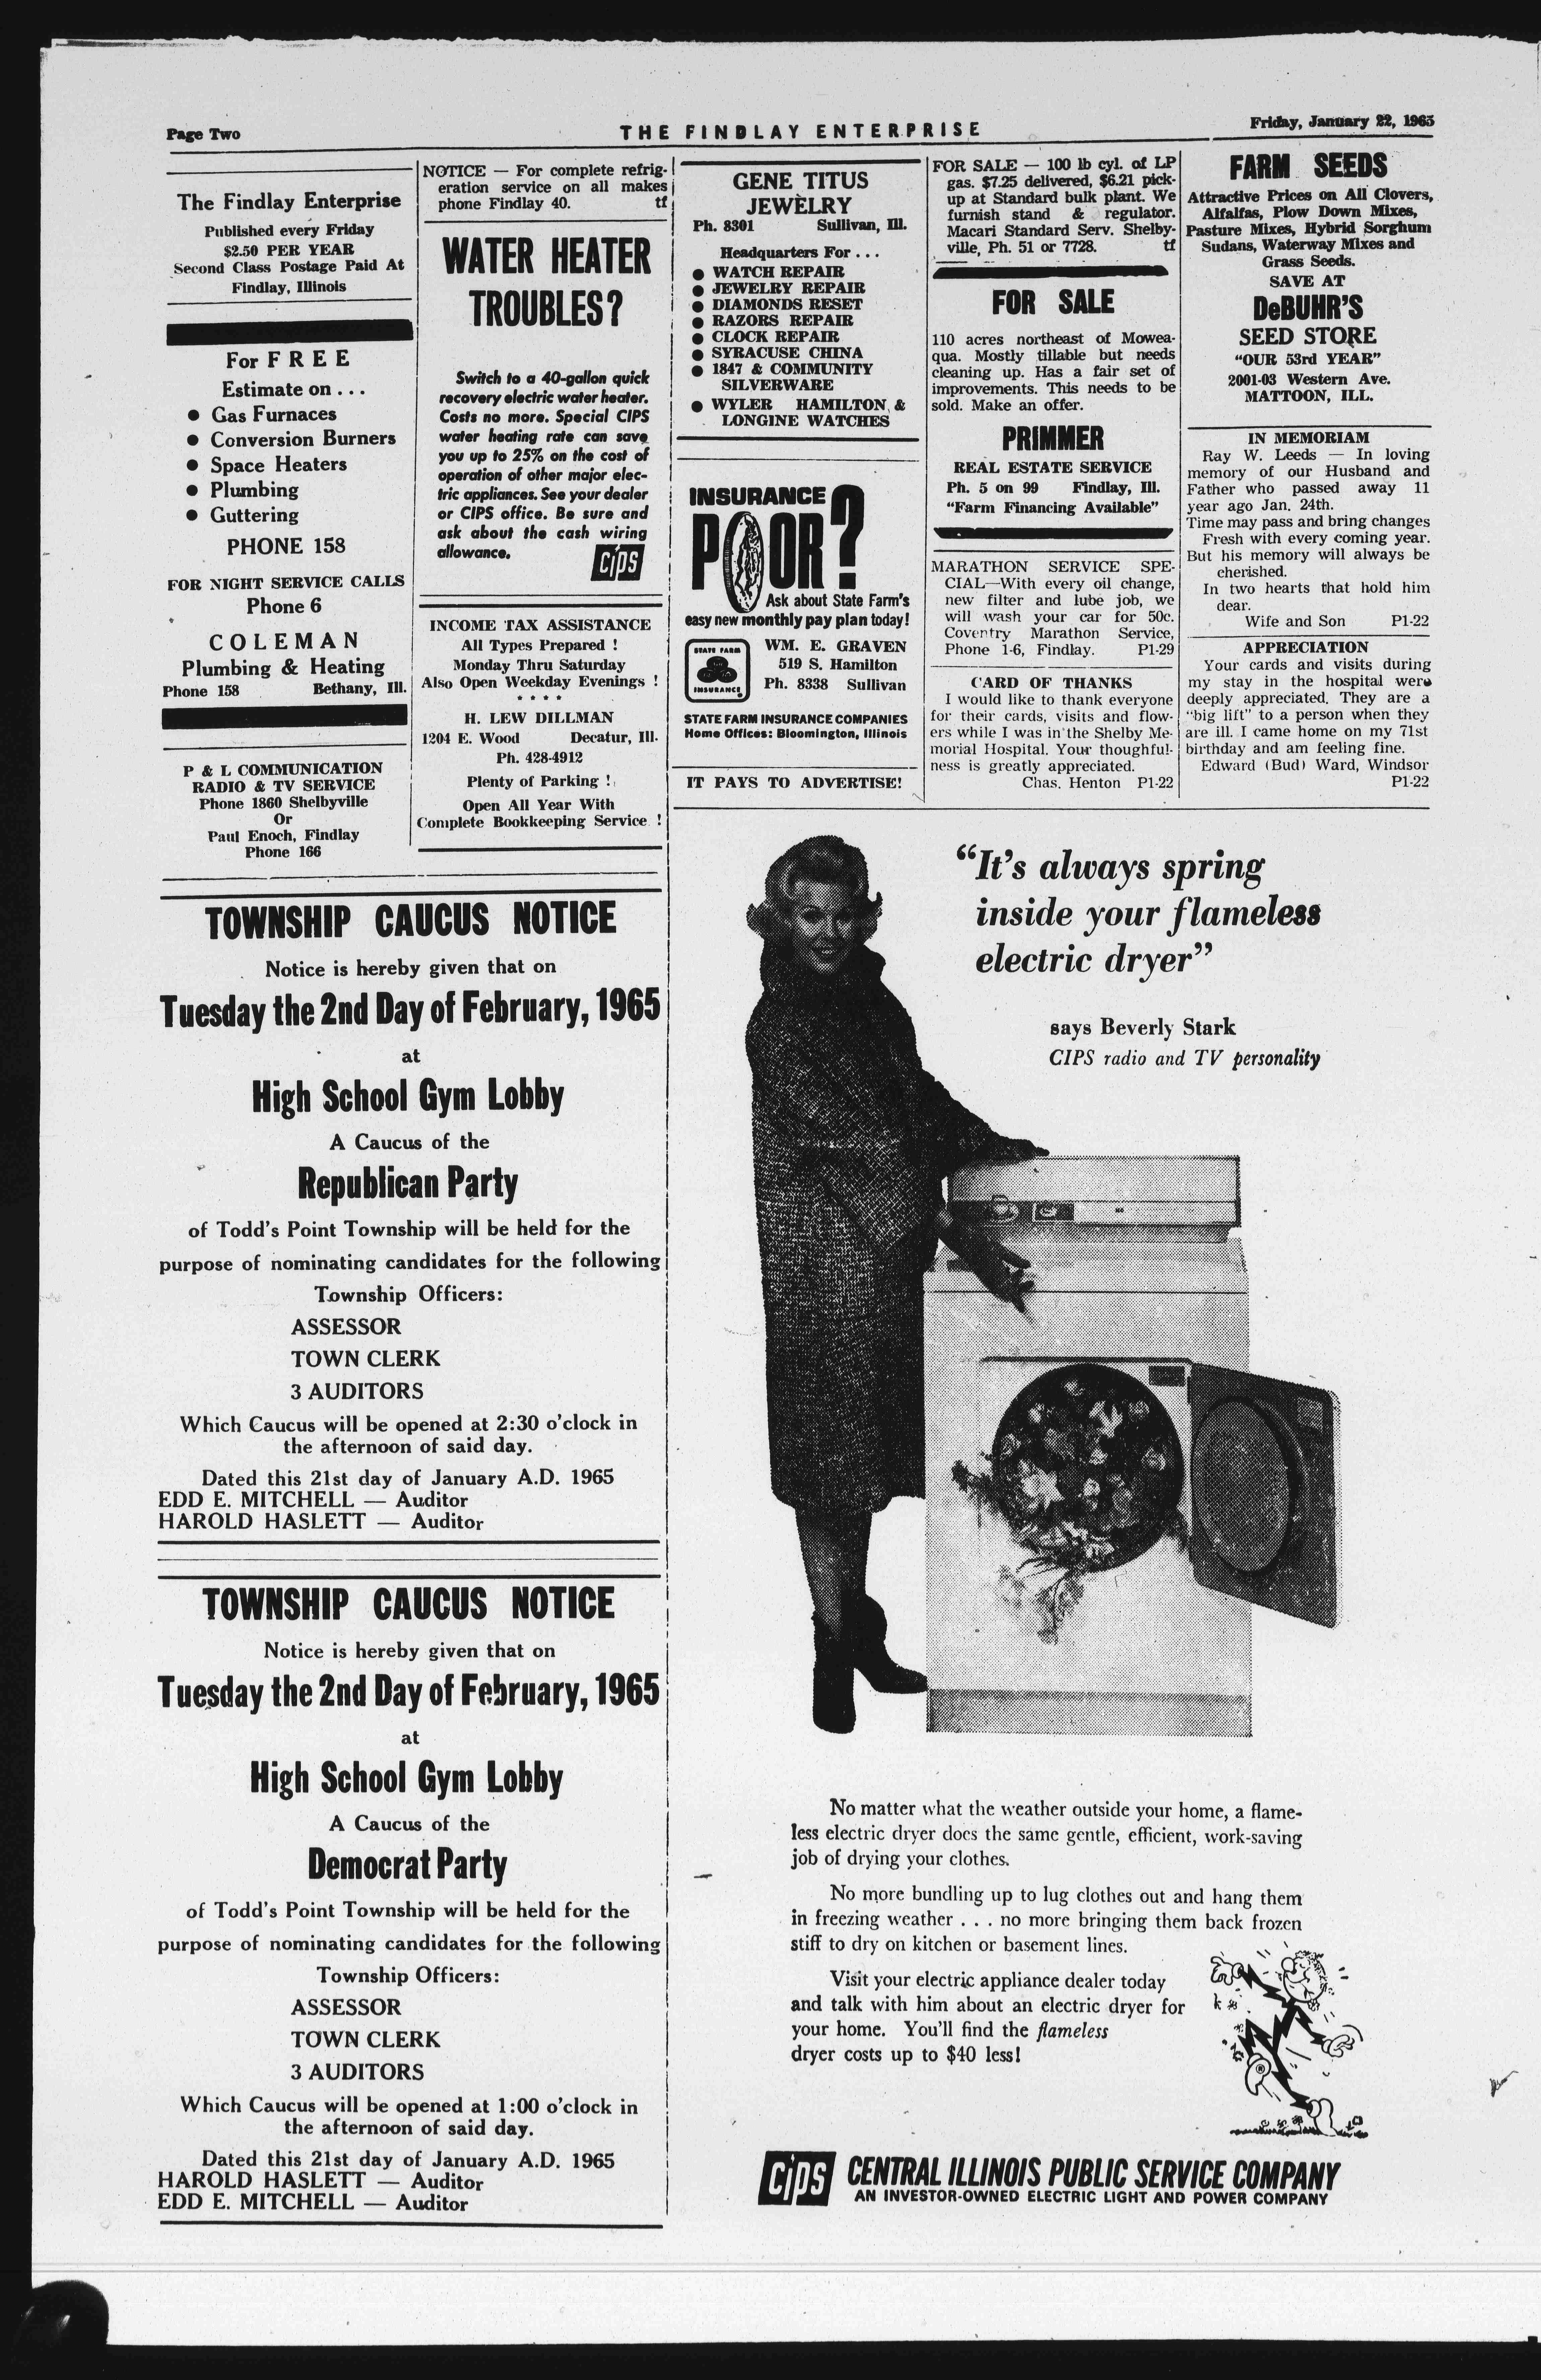 Page Two
THE FINDLAY ENTERPRISE
Friday, January 22, 1965
The Findlay Enterprise
Published every Friday
$2.50 PER YEAR
Second Class Postage Paid At
Findlay, Illinois
For FREE
Estimate on . . .
● Gas Furnaces
● Conversion Burners
● Space Heaters
● Plumbing
● Guttering
PHONE 158
FOR NIGHT SERVICE CALLS
Phone 6
COLEMAN
Plumbing & Heating
Phone 158 Bethany, Ill.
P & L COMMUNICATION
RADIO & TV SERVICE
Phone 1860 Shelbyville
Or
Paul Enoch, Findlay
Phone 166
NOTICE — For complete refrig-
eration service on all makes
phone Findlay 40. tf
WATER HEATER
TROUBLES?
Switch to a 40-gallon quick
recovery electric water heater.
Costs no more. Special CIPS
water heating rate can save
you up to 25% on the cost of
operation of other major elec-
tric appliances. See your dealer
or CIPS office. Be sure and
ask about the cash wiring
allowance.
cips
INCOME TAX ASSISTANCE
All Types Prepared !
Monday Thru Saturday
Also Open Weekday Evenings !
* * * *
H. LEW DILLMAN
1204 E. Wood Decatur, Ill.
Ph. 428-4912
Plenty of Parking !
Open All Year With
Complete Bookkeeping Service !
GENE TITUS
JEWELRY
Ph. 8301 Sullivan, Ill.
Headquarters For . . .
● WATCH REPAIR
● JEWELRY REPAIR
● DIAMONDS RESET
● RAZORS REPAIR
● CLOCK REPAIR
● SYRACUSE CHINA
● 1847 & COMMUNITY
SILVERWARE
● WYLER HAMILTON &
LONGINE WATCHES
INSURANCE
POOR?
Ask about State Farm's
easy new monthly pay plan today!
STATE FARM
INSURANCE
WM. E. GRAVEN
519 S. Hamilton
Ph. 8338 Sullivan
STATE FARM INSURANCE COMPANIES
Home Offices: Bloomington, Illinois
IT PAYS TO ADVERTISE!
FOR SALE — 100 lb cyl. of LP
gas. $7.25 delivered, $6.21 pick-
up at Standard bulk plant. We
furnish stand & regulator.
Macari Standard Serv. Shelby-
ville, Ph. 51 or 7728. tf
FOR SALE
110 acres northeast of Mowea-
qua. Mostly tillable but needs
cleaning up. Has a fair set of
improvements. This needs to be
sold. Make an offer.
PRIMMER
REAL ESTATE SERVICE
Ph. 5 on 99 Findlay, Ill.
"Farm Financing Available"
MARATHON SERVICE SPE-
CIAL—With every oil change,
new filter and lube job, we
will wash your car for 50c.
Coventry Marathon Service,
Phone 1-6, Findlay. P1-29
CARD OF THANKS
I would like to thank everyone
for their cards, visits and flow-
ers while I was in the Shelby Me-
morial Hospital. Your thoughful-
ness is greatly appreciated.
Chas. Henton P1-22
FARM SEEDS
Attractive Prices on All Clovers,
Alfalfas, Plow Down Mixes,
Pasture Mixes, Hybrid Sorghum
Sudans, Waterway Mixes and
Grass Seeds.
SAVE AT
DeBUHR'S
SEED STORE
"OUR 53rd YEAR"
2001-03 Western Ave.
MATTOON, ILL.
IN MEMORIAM
Ray W. Leeds — In loving
memory of our Husband and
Father who passed away 11
year ago Jan. 24th.
Time may pass and bring changes
Fresh with every coming year.
But his memory will always be
cherished.
In two hearts that hold him
dear.
Wife and Son P1-22
APPRECIATION
Your cards and visits during
my stay in the hospital were
deeply appreciated. They are a
"big lift" to a person when they
are ill. I came home on my 71st
birthday and am feeling fine.
Edward (Bud) Ward, Windsor
P1-22
TOWNSHIP CAUCUS NOTICE
Notice is hereby given that on
Tuesday the 2nd Day of February, 1965
at
High School Gym Lobby
A Caucus of the
Republican Party
of Todd's Point Township will be held for the
purpose of nominating candidates for the following
Township Officers:
ASSESSOR
TOWN CLERK
3 AUDITORS
Which Caucus will be opened at 2:30 o'clock in
the afternoon of said day.
Dated this 21st day of January A.D. 1965
EDD E. MITCHELL — Auditor
HAROLD HASLETT — Auditor
TOWNSHIP CAUCUS NOTICE
Notice is hereby given that on
Tuesday the 2nd Day of February, 1965
at
High School Gym Lobby
A Caucus of the
Democrat Party
of Todd's Point Township will be held for the
purpose of nominating candidates for the following
Township Officers:
ASSESSOR
TOWN CLERK
3 AUDITORS
Which Caucus will be opened at 1:00 o'clock in
the afternoon of said day.
Dated this 21st day of January A.D. 1965
HAROLD HASLETT — Auditor
EDD E. MITCHELL — Auditor
"It's always spring
inside your flameless
electric dryer"
says Beverly Stark
CIPS radio and TV personality
No matter what the weather outside your home, a flame-
less electric dryer does the same gentle, efficient, work-saving
job of drying your clothes.
No more bundling up to lug clothes out and hang them
in freezing weather . . . no more bringing them back frozen
stiff to dry on kitchen or basement lines.
Visit your electric appliance dealer today
and talk with him about an electric dryer for
your home. You'll find the flameless
dryer costs up to $40 less!
cips CENTRAL ILLINOIS PUBLIC SERVICE COMPANY
AN INVESTOR-OWNED ELECTRIC LIGHT AND POWER COMPANY